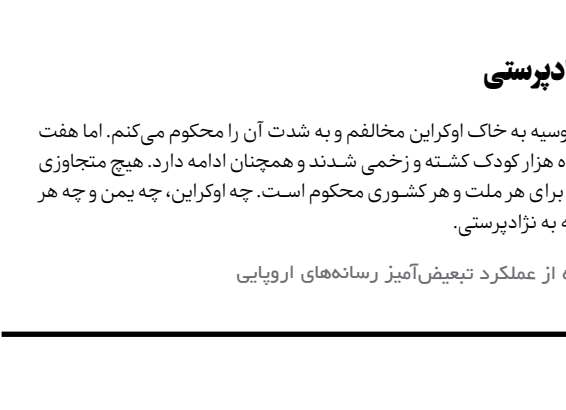 ادپرستی
وسیه به خاک اوکراین مخالفم و به شدت آن را محکوم می‌کنم. اما هفت
ه هزار کودک کشته و زخمی شدند و همچنان ادامه دارد. هیچ متجاوزی
برای هر ملت و هر کشوری محکوم است. چه اوکراین، چه یمن و چه هر
ه به نژادپرستی.
ه از عملکرد تبعیض‌آمیز رسانه‌های اروپایی